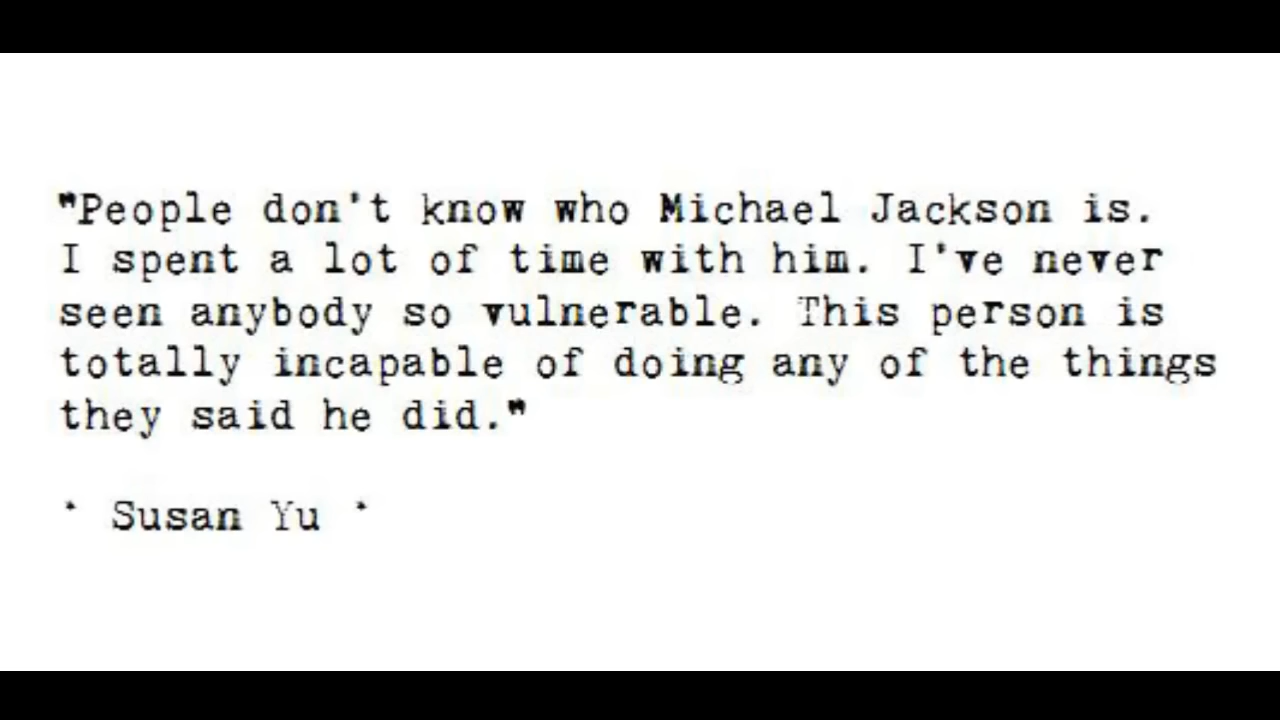 "People don't know who Michael Jackson is.
I spent a lot of time with him. I've never
seen anybody so vulnerable. This person is
totally incapable of doing any of the things
they said he did."
* Susan Yu *